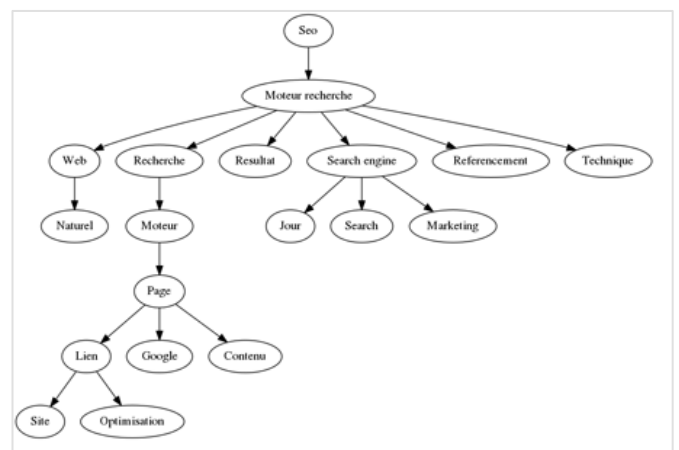 Seo
Moteur recherche
Web
Recherche
Resultat
Search engine
Referencement
Technique
Naturel
Moteur
Jour
Search
Marketing
Page
Lien
Google
Contenu
Site
Optimisation